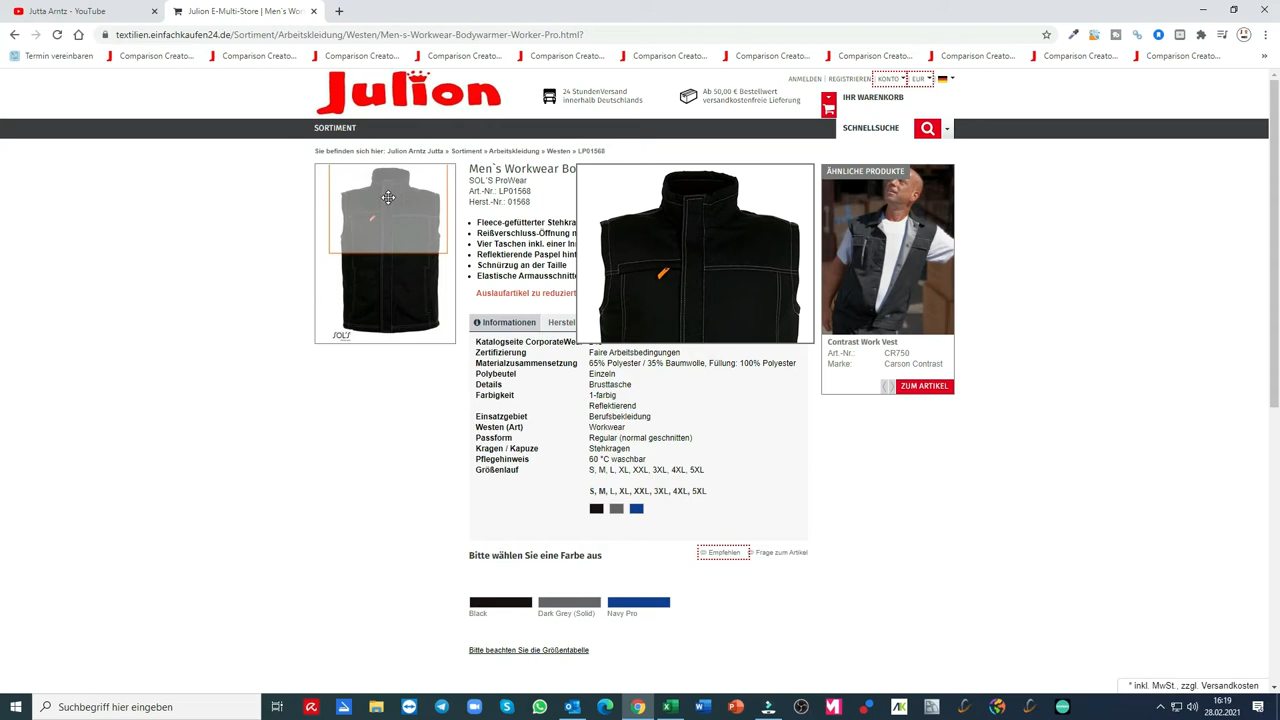 Jutta Arntz - YouTube
Julion E-Multi-Store | Men`s Wor
textilien.einfachkaufen24.de/Sortiment/Arbeitskleidung/Westen/Men-s-Workwear-Bodywarmer-Worker-Pro.html?
Termin vereinbaren
Comparison Creato...
Comparison Creato...
Comparison Creato...
Comparison Creato...
Comparison Creato...
Comparison Creato...
Comparison Creato...
Comparison Creato...
Comparison Creato...
Comparison Creato...
Comparison Creato...
Julion
24 StundenVersand
innerhalb Deutschlands
Ab 50,00 € Bestellwert
versandkostenfreie Lieferung
ANMELDEN | REGISTRIEREN
KONTO
EUR
IHR WARENKORB
SORTIMENT
SCHNELLSUCHE
Sie befinden sich hier: Julion Arntz Jutta » Sortiment » Arbeitskleidung » Westen » LP01568
Men`s Workwear Bo
SOL´S ProWear
Art.-Nr.: LP01568
Herst.-Nr.: 01568
Fleece-gefütterter Stehkra
Reißverschluss-Öffnung
Vier Taschen inkl. einer In
Reflektierende Paspel hint
Schnürzug an der Taille
Elastische Armausschnitte
Auslaufartikel zu reduziert
SOL'S
ÄHNLICHE PRODUKTE
Contrast Work Vest
Art.-Nr.: CR750
Marke: Carson Contrast
ZUM ARTIKEL
Informationen
Herstel
Katalogseite CorporateWea
Zertifizierung Faire Arbeitsbedingungen
Materialzusammensetzung 65% Polyester / 35% Baumwolle, Füllung: 100% Polyester
Polybeutel Einzeln
Details Brusttasche
Farbigkeit 1-farbig
Reflektierend
Einsatzgebiet Berufsbekleidung
Westen (Art) Workwear
Passform Regular (normal geschnitten)
Kragen / Kapuze Stehkragen
Pflegehinweis 60 °C waschbar
Größenlauf S, M, L, XL, XXL, 3XL, 4XL, 5XL
S, M, L, XL, XXL, 3XL, 4XL, 5XL
Bitte wählen Sie eine Farbe aus
Empfehlen
Frage zum Artikel
Black
Dark Grey (Solid)
Navy Pro
Bitte beachten Sie die Größentabelle
* inkl. MwSt., zzgl. Versandkosten
Suchbegriff hier eingeben
16:19
28.02.2021